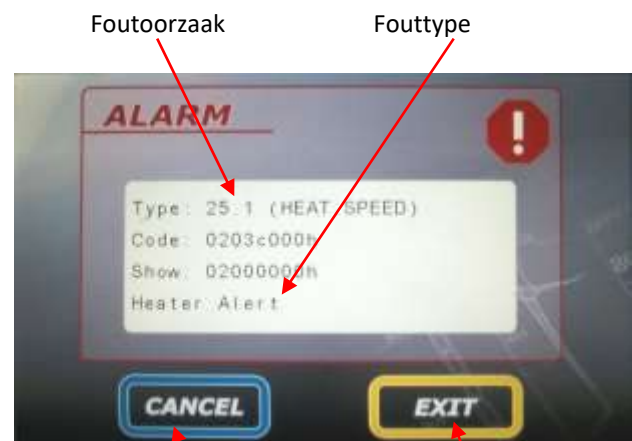 Foutoorzaak Fouttype
ALARM
Type: 25.1 (HEAT SPEED)
Code: 0203c000h
Show: 02000000h
Heater Alert
CANCEL EXIT